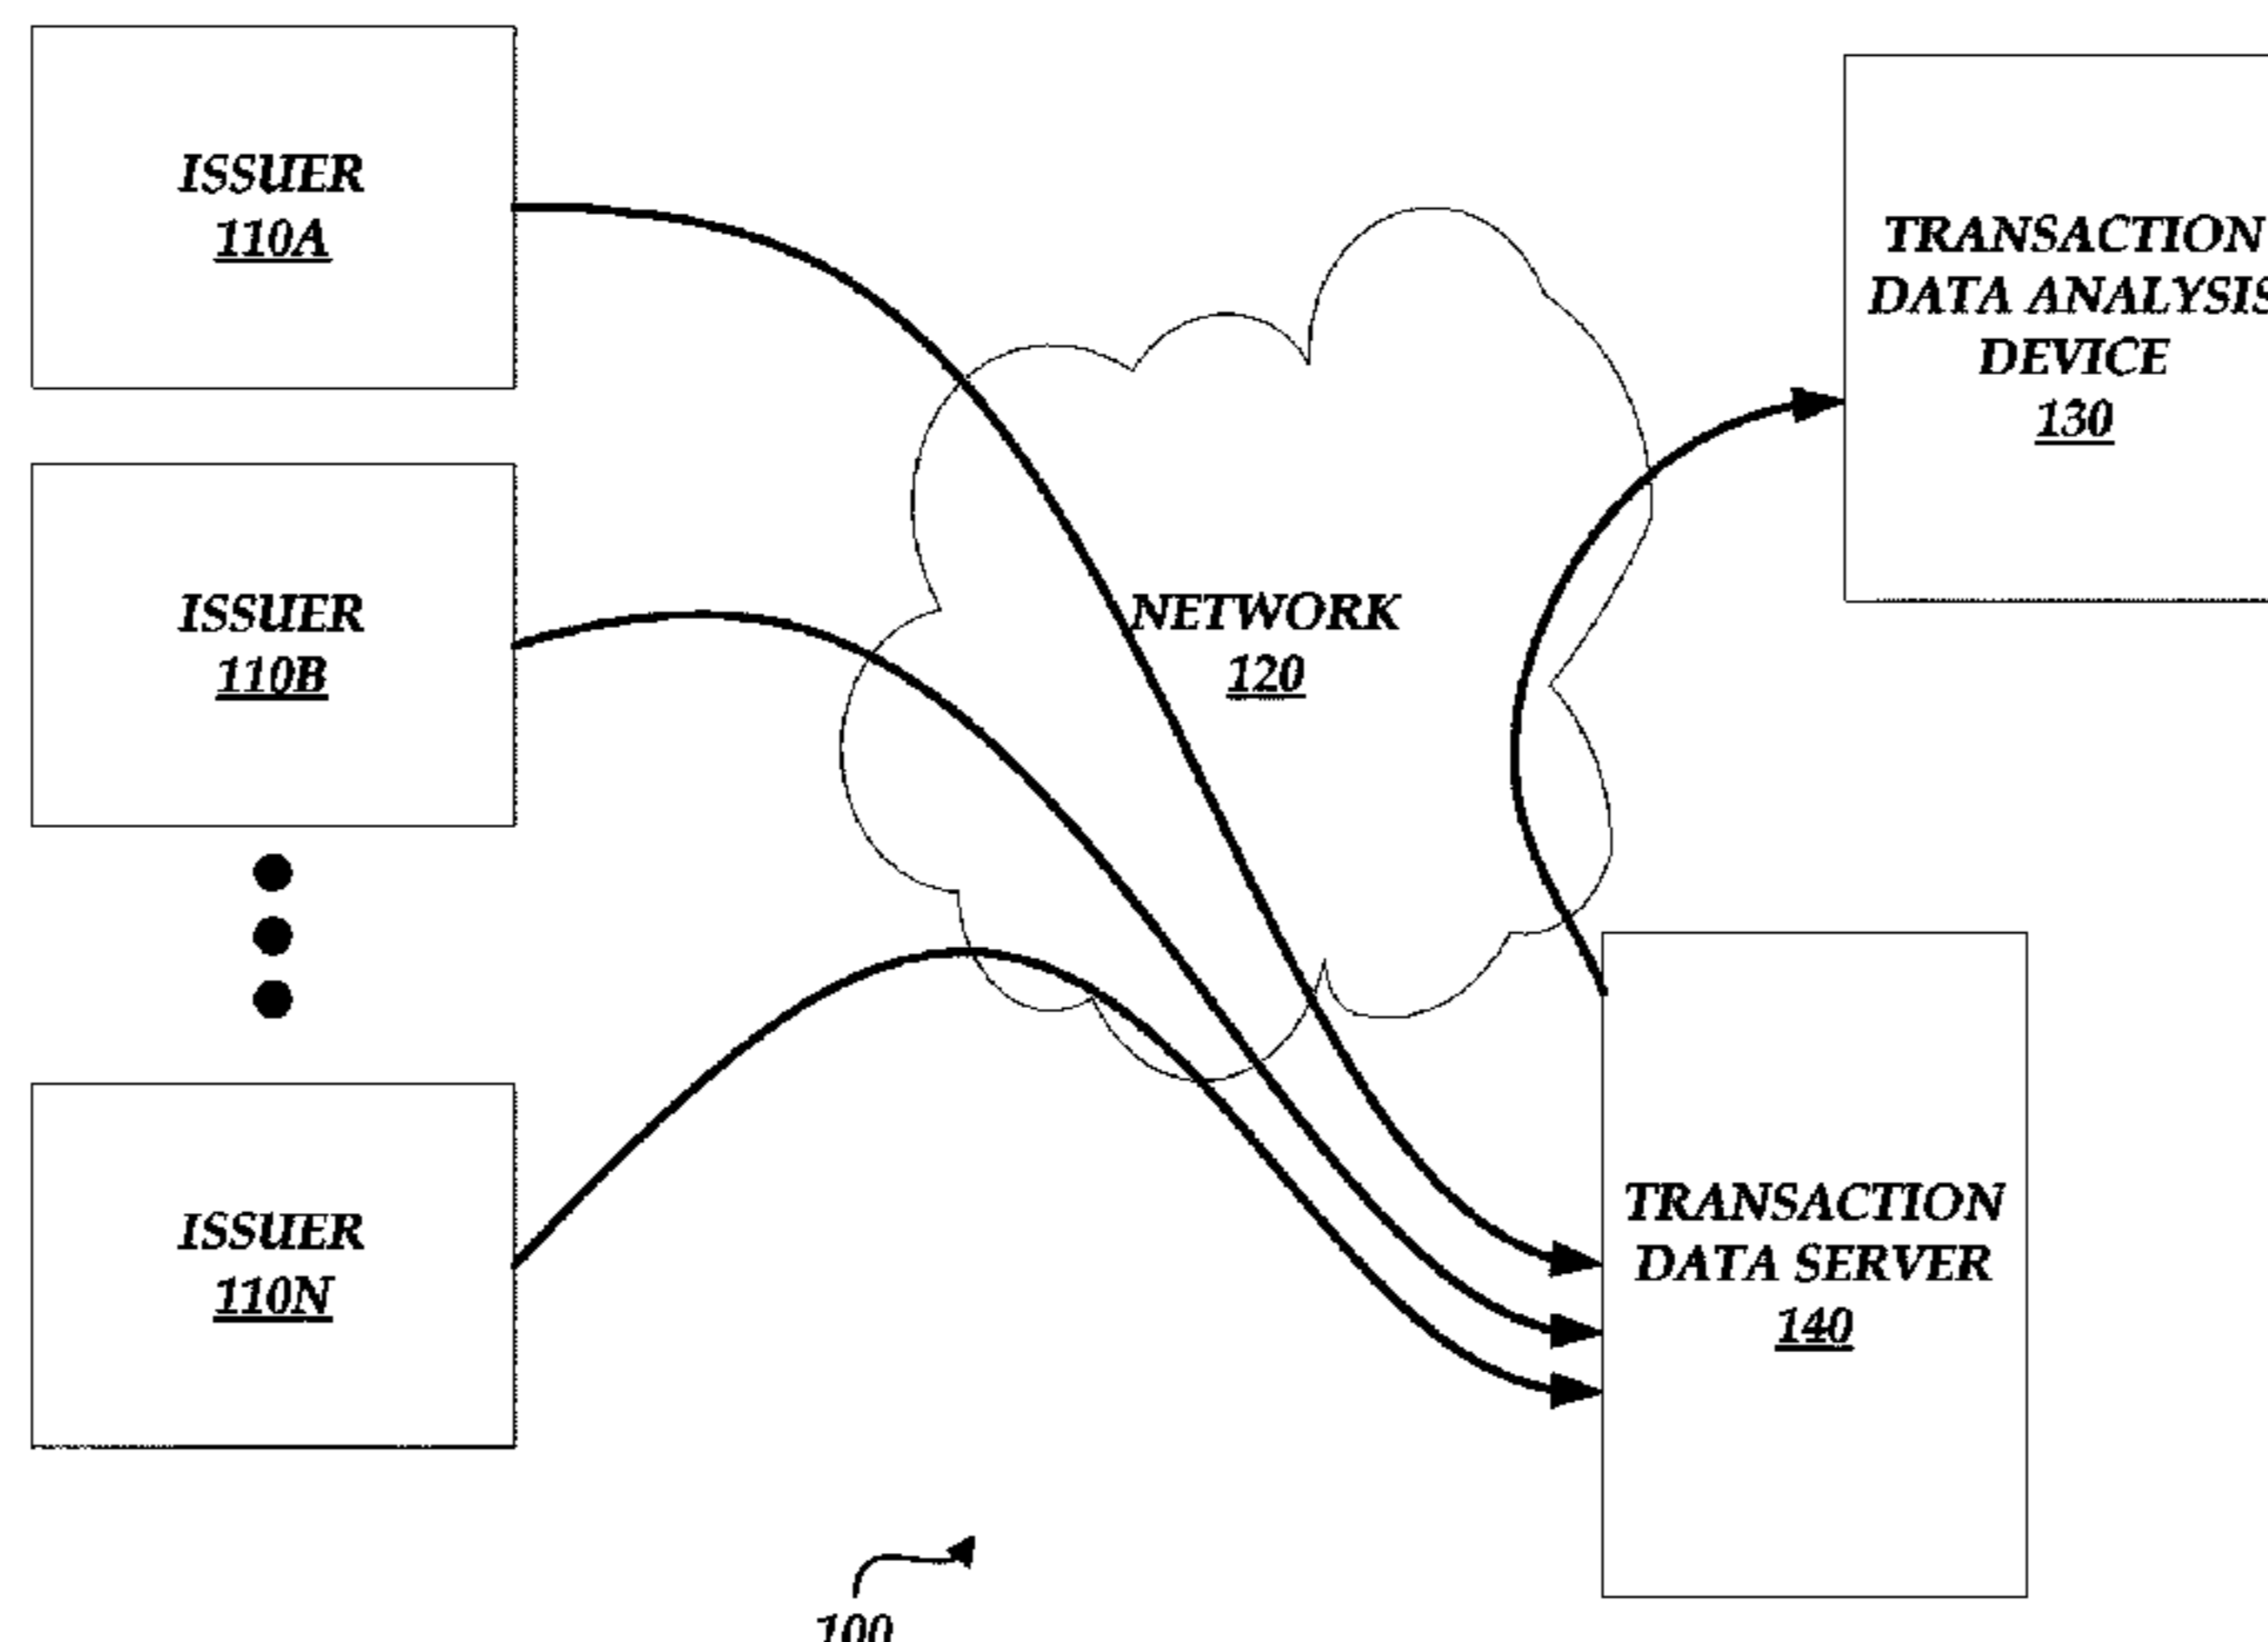 ISSUER
110A
TRANSACTION
DATA ANALYSIS
DEVICE
130
ISSUER
110B
NETWORK
120
ISSUER
110N
TRANSACTION
DATA SERVER
140
100